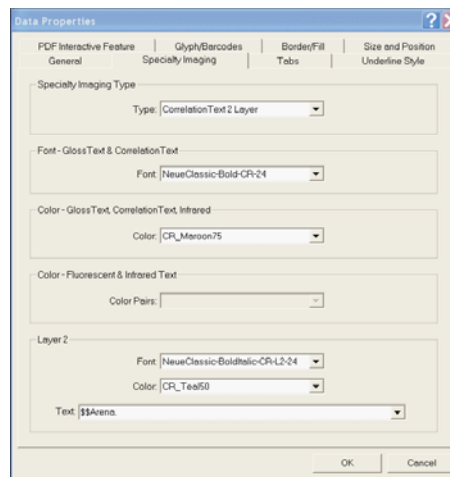 Data Properties
PDF Interactive Feature Glyph/Barcodes Border/Fill Size and Position
General Specialty Imaging Tabs Underline Style
Specialty Imaging Type
Type: CorrelationText 2 Layer
Font - GlossText & CorrelationText
Font: NeueClassic-Bold-CR-24
Color - GlossText, CorrelationText, Infrared
Color: CR_Maroon75
Color - Fluorescent & Infrared Text
Color Pairs:
Layer 2
Font: NeueClassic-BoldItalic-CR-L2-24
Color: CR_Teal50
Text: $$Arena.
OK Cancel